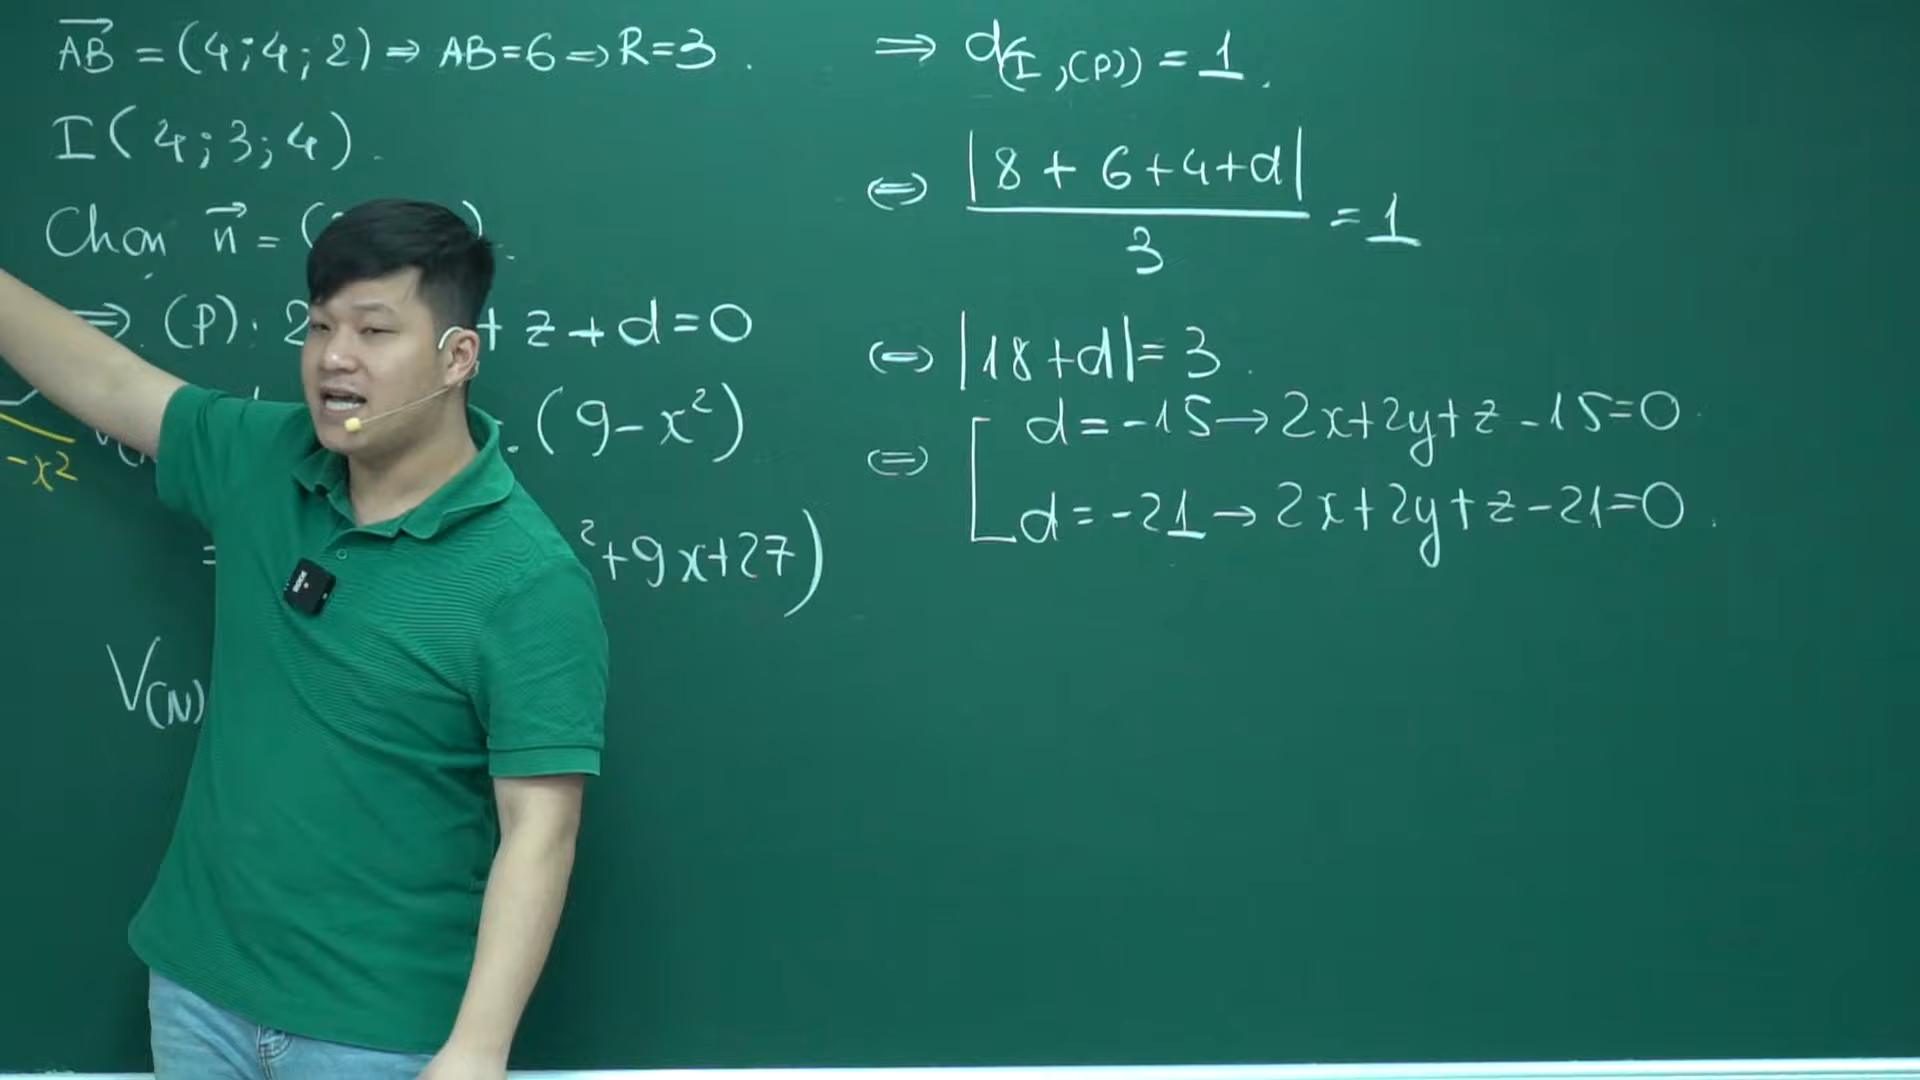 AB = (4;4;2) ⇒ AB=6 ⇒ R=3.
I(4;3;4).
Chọn n = (
⇒ (P): 2 + z + d = 0
.(9-x²)
-x²
= ²+9x+27)
V(N)
⇒ d(I,(P)) = 1.
⇔ |8+6+4+d|
3
= 1
⇔ |18+d| = 3.
⇔ [ d = -15 → 2x+2y+z-15=0.
d = -21 → 2x+2y+z-21=0.